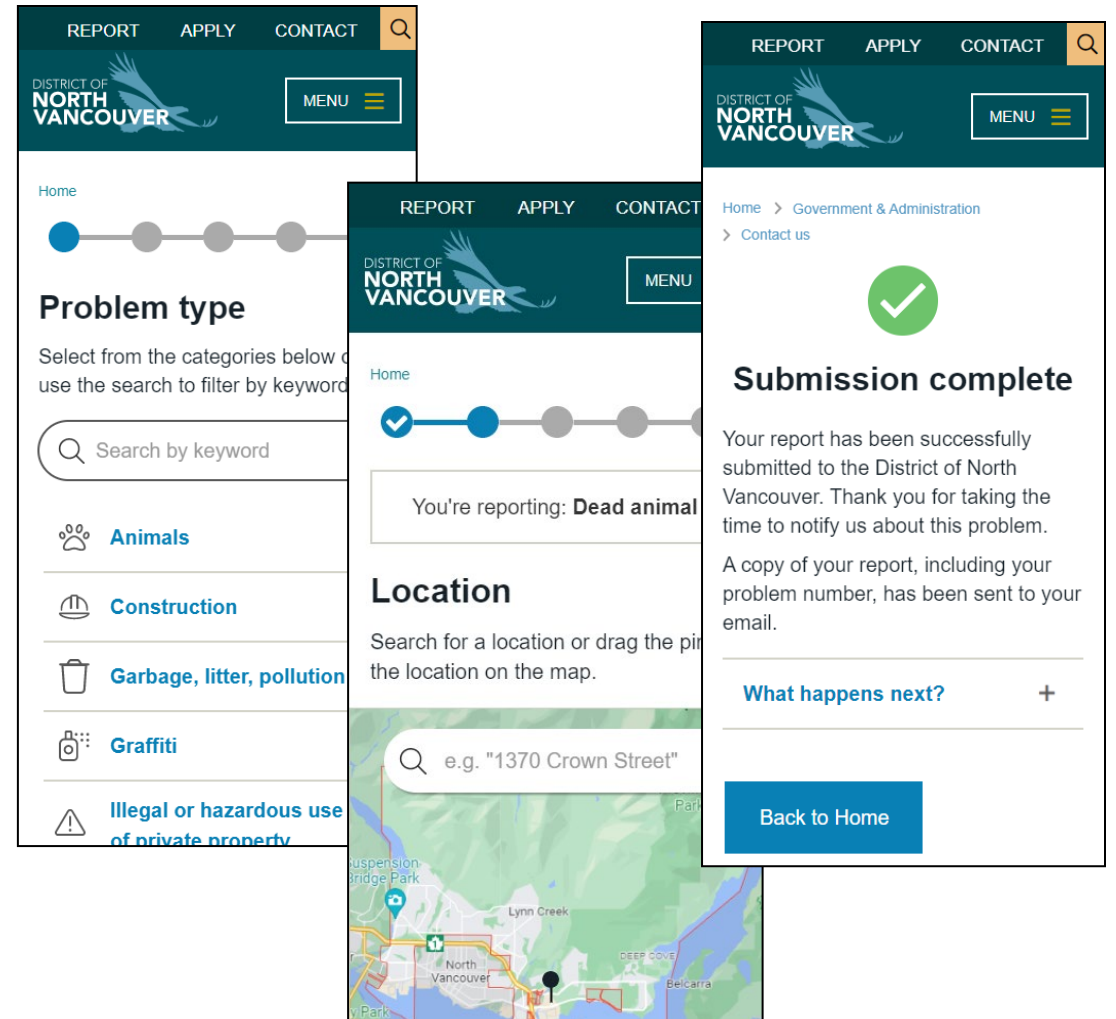 REPORT APPLY CONTACT
DISTRICT OF
NORTH
VANCOUVER
MENU
Home
Problem type
Select from the categories below
use the search to filter by keyword
Search by keyword
Animals
Construction
Garbage, litter, pollution
Graffiti
Illegal or hazardous use
of private property
REPORT APPLY CONTACT
DISTRICT OF
NORTH
VANCOUVER
MENU
Home
You're reporting: Dead animal
Location
Search for a location or drag the pin
the location on the map.
e.g. "1370 Crown Street"
Park
Suspension
Bridge Park
Lynn Creek
1
North
Vancouver
DEEP COVE
Belcarra
Park
REPORT APPLY CONTACT
DISTRICT OF
NORTH
VANCOUVER
MENU
Home > Government & Administration
> Contact us
Submission complete
Your report has been successfully
submitted to the District of North
Vancouver. Thank you for taking the
time to notify us about this problem.
A copy of your report, including your
problem number, has been sent to your
email.
What happens next? +
Back to Home